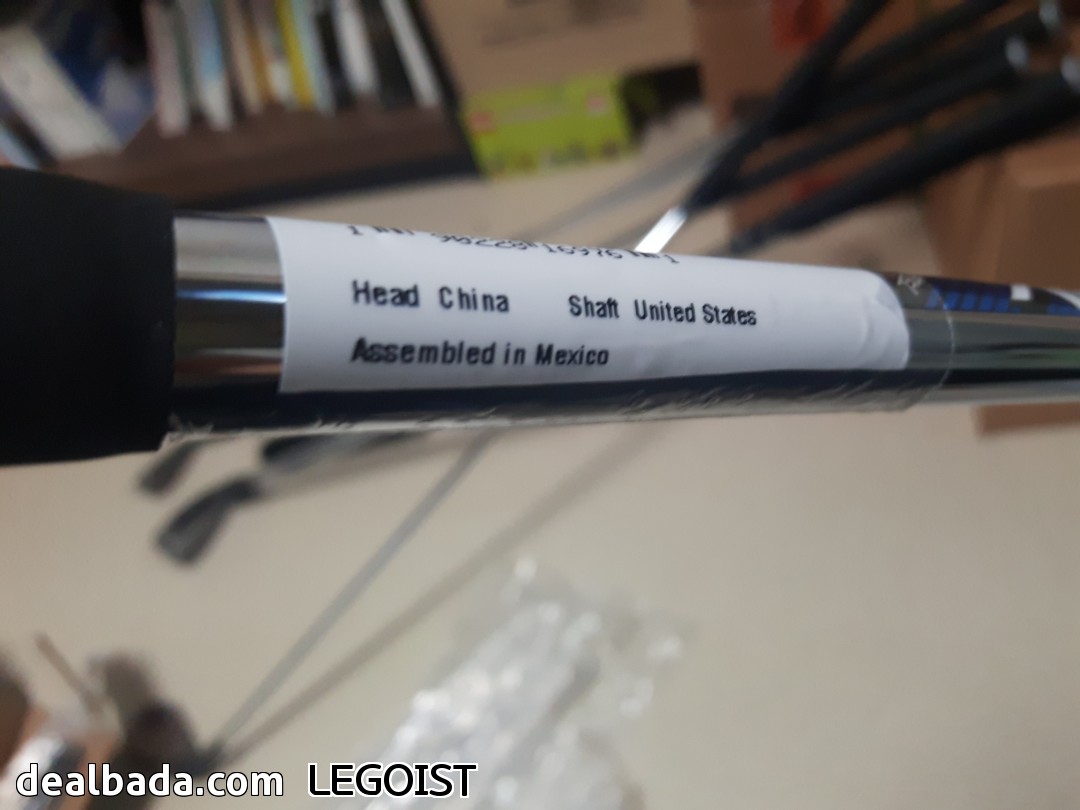 Head China Shaft United States
Assembled in Mexico
dealbada.com LEGOIST